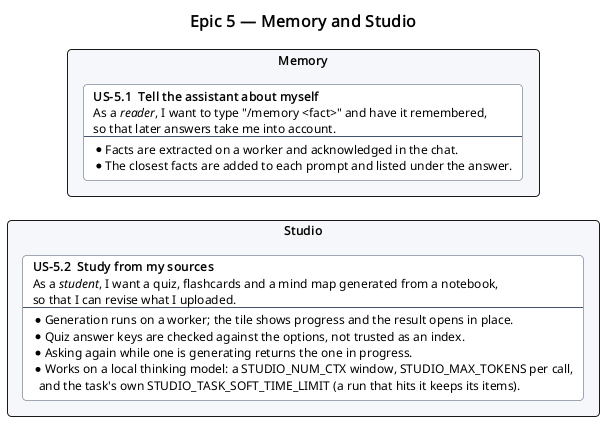 Epic 5 — Memory and Studio
Memory
US-5.1 Tell the assistant about myself
As a reader, I want to type "/memory <fact>" and have it remembered,
so that later answers take me into account.
• Facts are extracted on a worker and acknowledged in the chat.
• The closest facts are added to each prompt and listed under the answer.
Studio
US-5.2 Study from my sources
As a student, I want a quiz, flashcards and a mind map generated from a notebook,
so that I can revise what I uploaded.
• Generation runs on a worker; the tile shows progress and the result opens in place.
• Quiz answer keys are checked against the options, not trusted as an index.
• Asking again while one is generating returns the one in progress.
• Works on a local thinking model: a STUDIO_NUM_CTX window, STUDIO_MAX_TOKENS per call,
and the task's own STUDIO_TASK_SOFT_TIME_LIMIT (a run that hits it keeps its items).